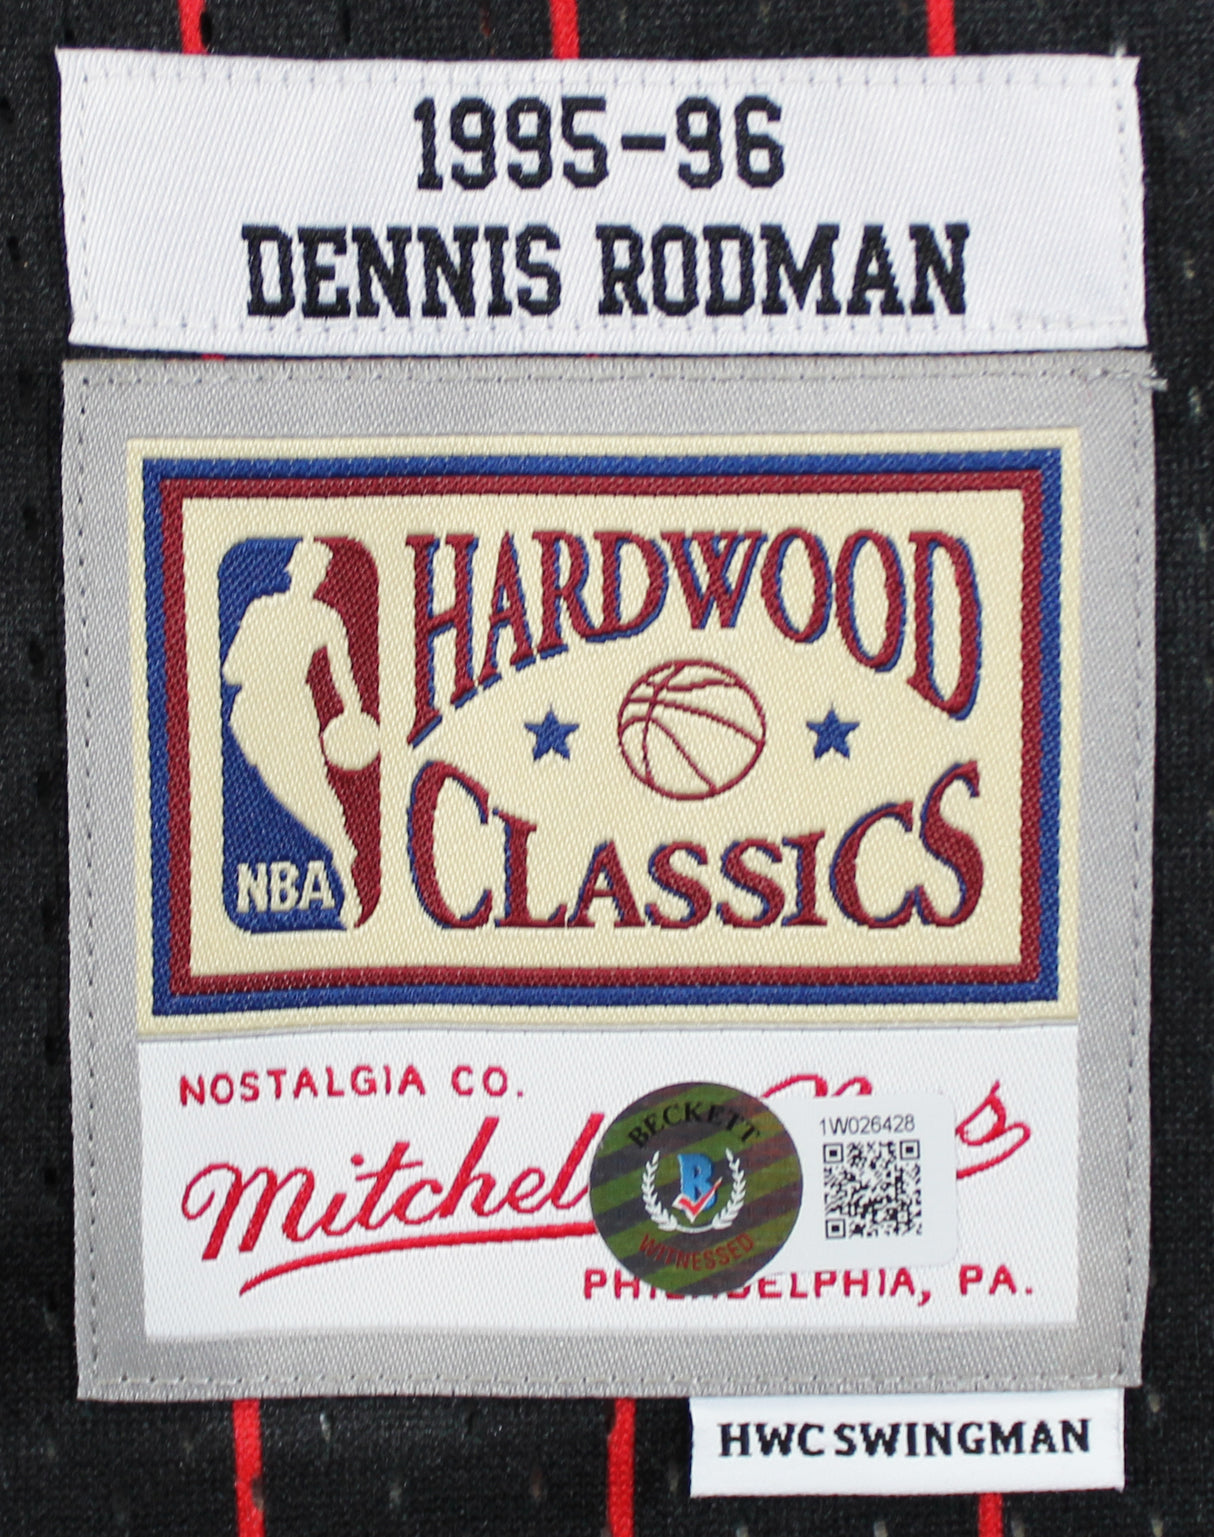 1995-96
DENNIS RODMAN
HARDWOOD
CLASSICS
NBA
NOSTALGIA CO.
BECKETT
1W026428
B
WITNESSED
PHILADELPHIA, PA.
HWC SWINGMAN